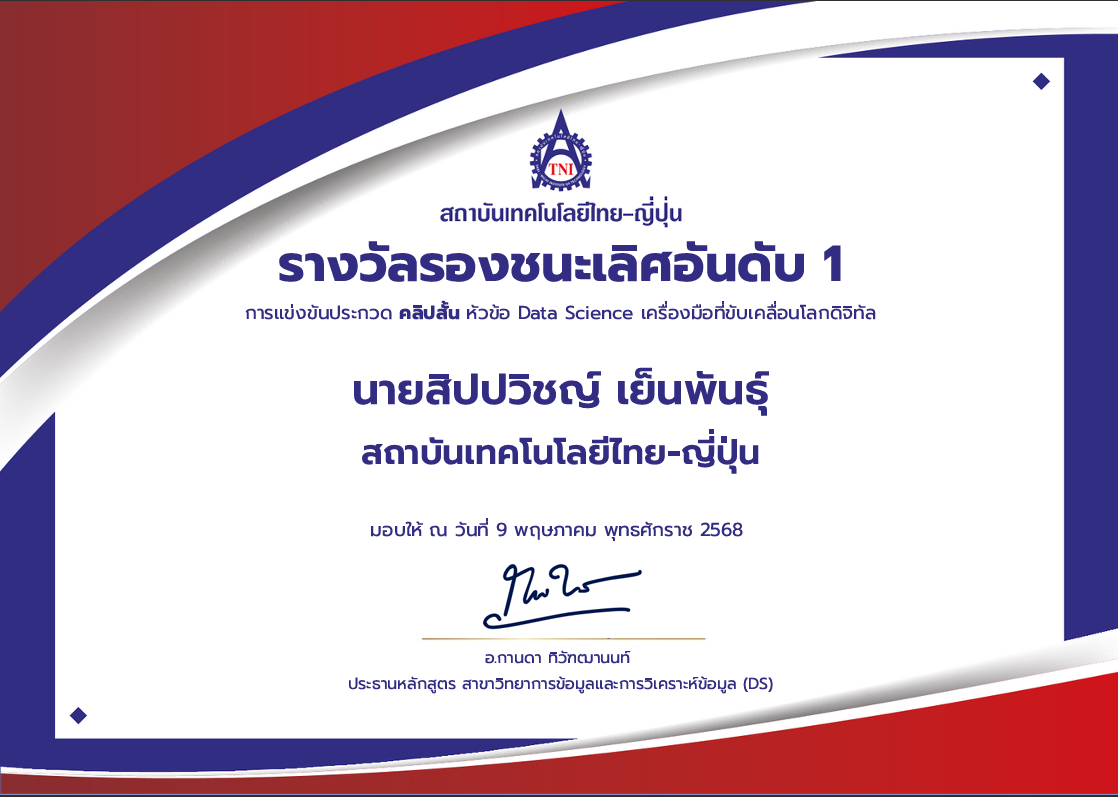 TNI
สถาบันเทคโนโลยีไทย-ญี่ปุ่น
รางวัลรองชนะเลิศอันดับ 1
การแข่งขันประกวด คลิปสั้น หัวข้อ Data Science เครื่องมือที่ขับเคลื่อนโลกดิจิทัล
นายสิปปวิชญ์ เย็นพันธุ์
สถาบันเทคโนโลยีไทย-ญี่ปุ่น
มอบให้ ณ วันที่ 9 พฤษภาคม พุทธศักราช 2568
อ.กานดา ทิวัฑฒานนท์
ประธานหลักสูตร สาขาวิทยาการข้อมูลและการวิเคราะห์ข้อมูล (DS)